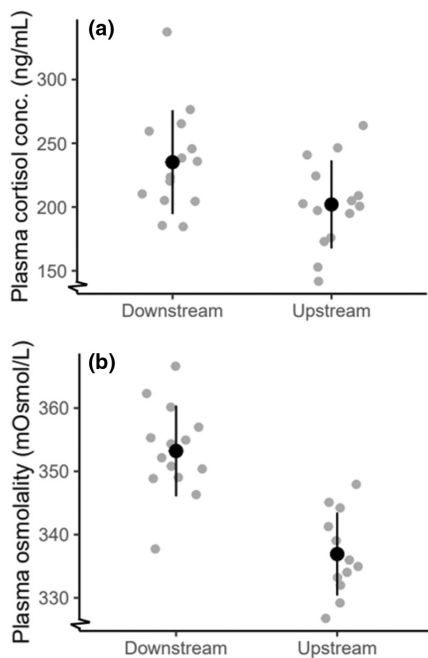 (a)
Plasma cortisol conc. (ng/mL)
300
250
200
150
Downstream
Upstream
(b)
Plasma osmolality (mOsmol/L)
360
350
340
330
Downstream
Upstream